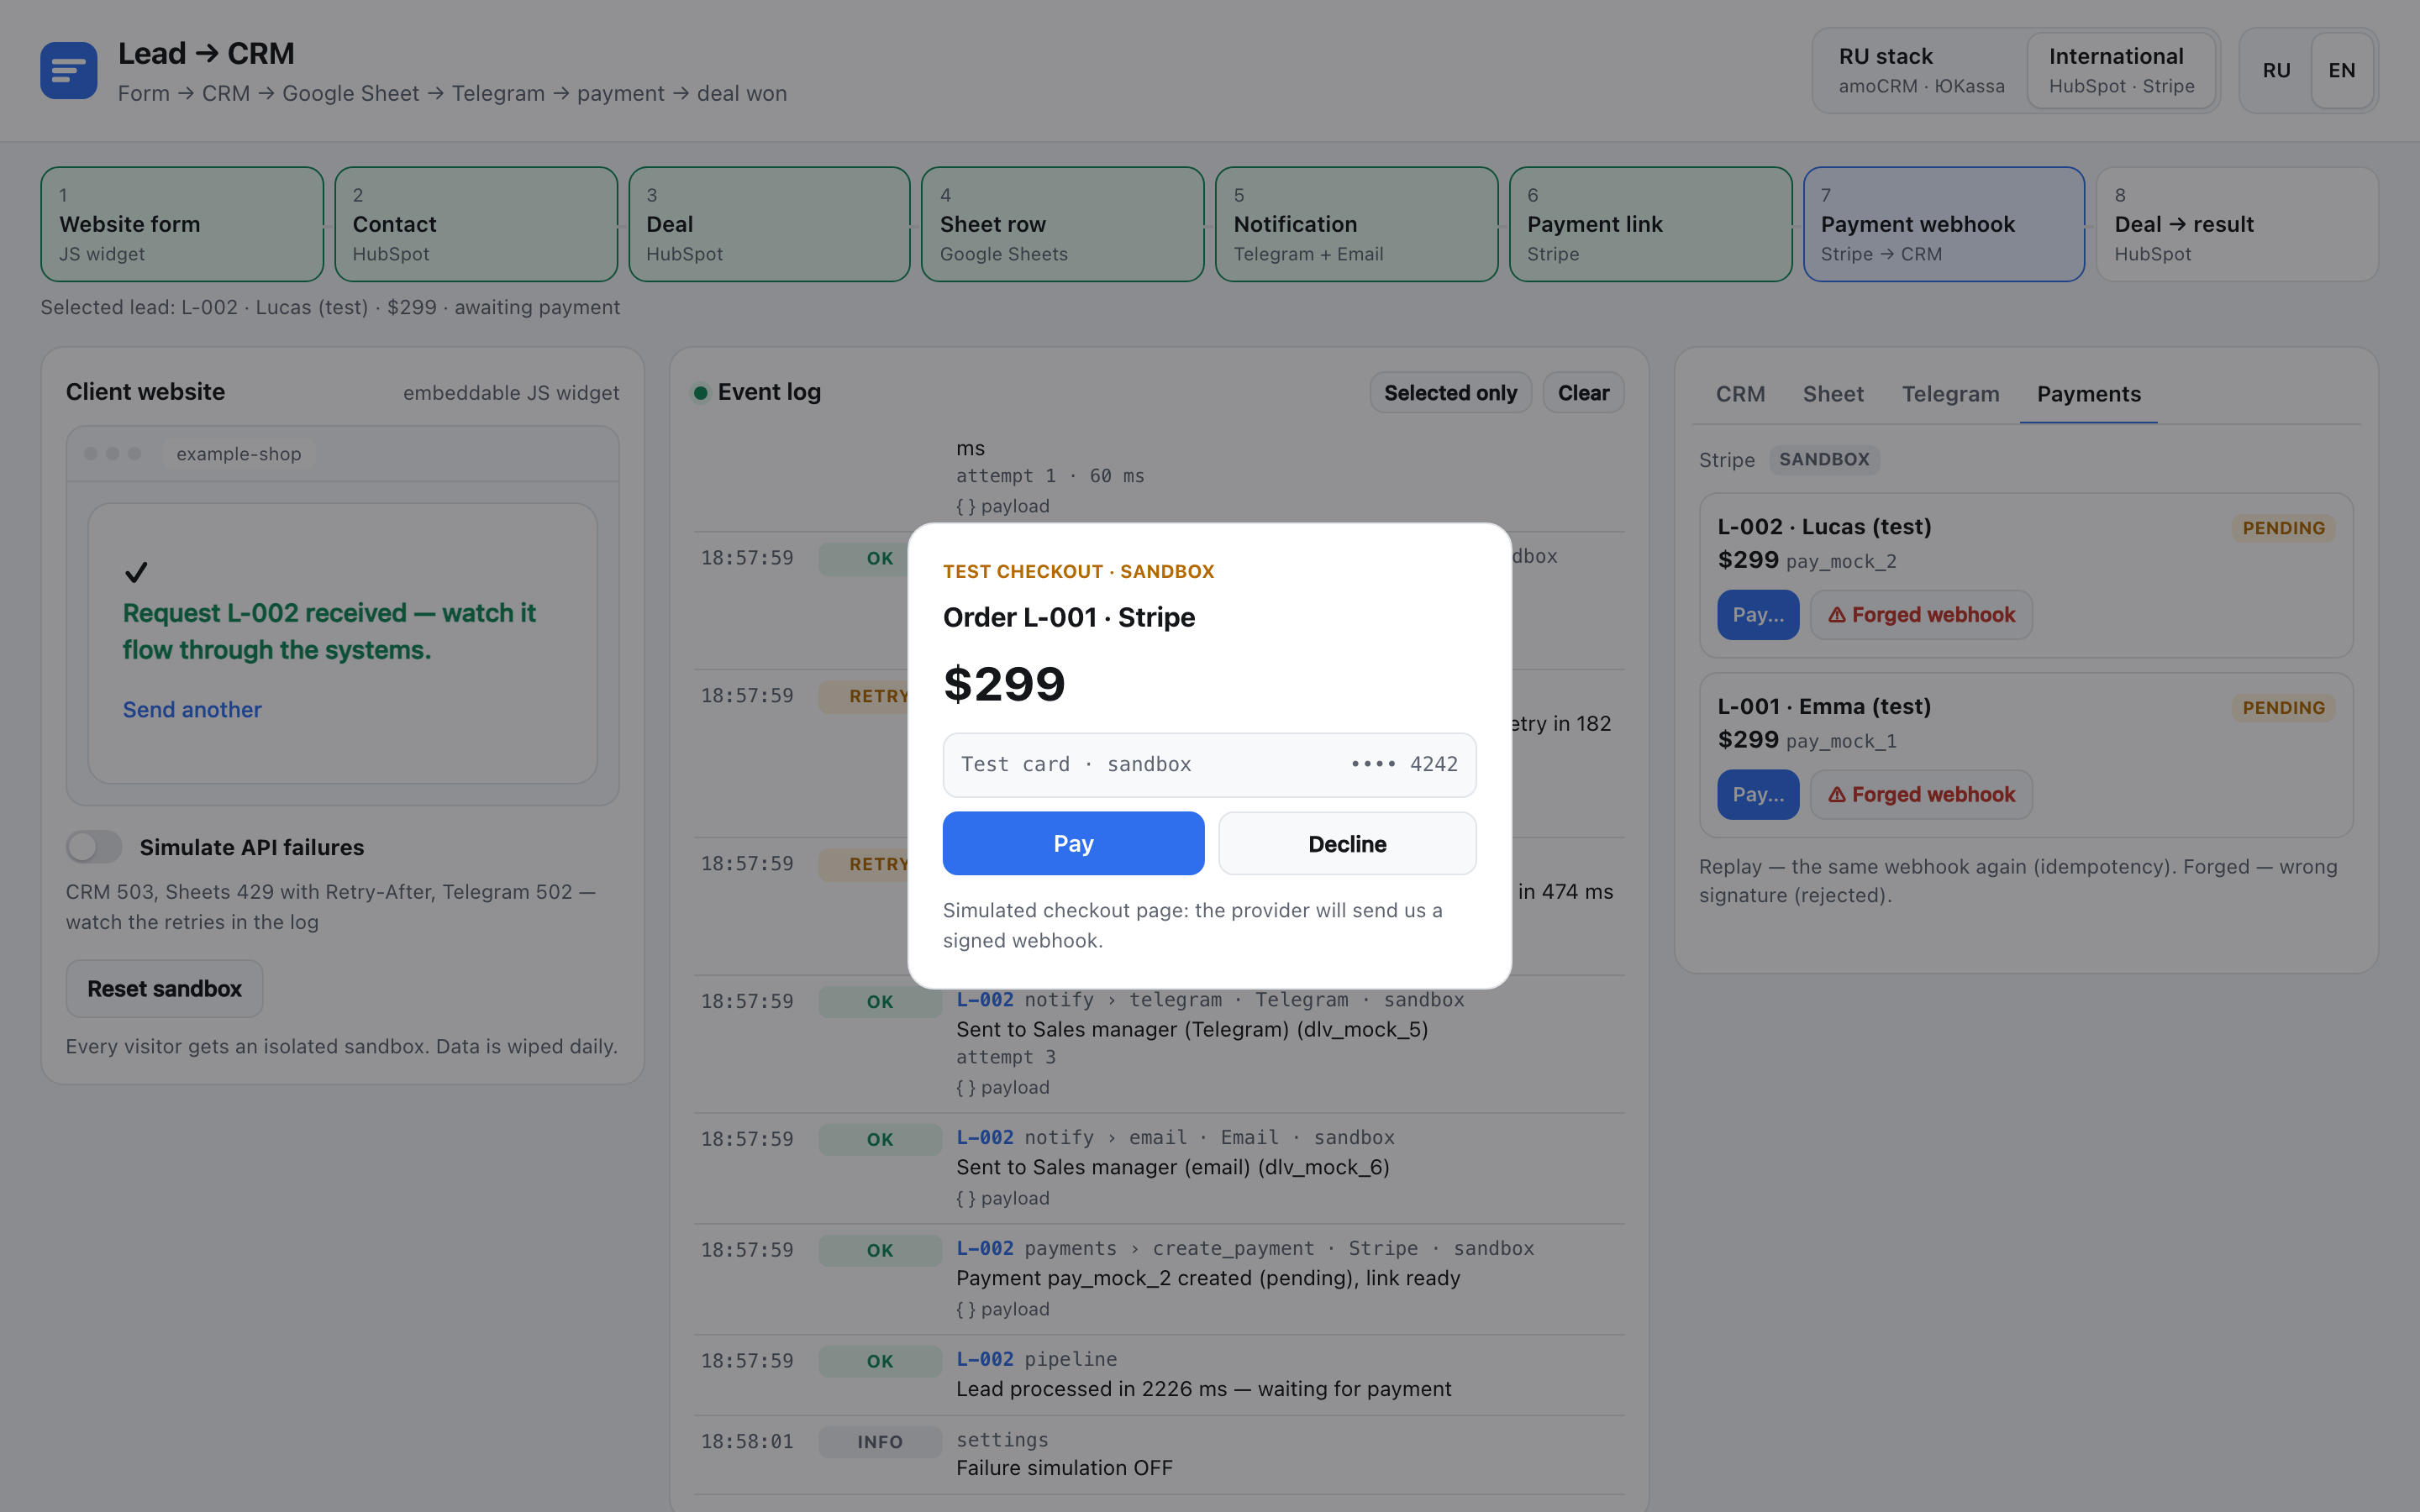 Lead → CRM
Form → CRM → Google Sheet → Telegram → payment → deal won
RU stack
amoCRM · ЮKassa
International
HubSpot · Stripe
RU
EN
1
Website form
JS widget
2
Contact
HubSpot
3
Deal
HubSpot
4
Sheet row
Google Sheets
5
Notification
Telegram + Email
6
Payment link
Stripe
7
Payment webhook
Stripe → CRM
8
Deal → result
HubSpot
Selected lead: L-002 · Lucas (test) · $299 · awaiting payment
Client website
embeddable JS widget
example-shop
✓
Request L-002 received — watch it
flow through the systems.
Send another
Simulate API failures
CRM 503, Sheets 429 with Retry-After, Telegram 502 —
watch the retries in the log
Reset sandbox
Every visitor gets an isolated sandbox. Data is wiped daily.
Event log
Selected only
Clear
ms
attempt 1 · 60 ms
{ } payload
18:57:59
OK
dbox
18:57:59
RETRY
etry in 182
18:57:59
RETRY
in 474 ms
18:57:59
OK
L-002 notify › telegram · Telegram · sandbox
Sent to Sales manager (Telegram) (dlv_mock_5)
attempt 3
{ } payload
18:57:59
OK
L-002 notify › email · Email · sandbox
Sent to Sales manager (email) (dlv_mock_6)
{ } payload
18:57:59
OK
L-002 payments › create_payment · Stripe · sandbox
Payment pay_mock_2 created (pending), link ready
{ } payload
18:57:59
OK
L-002 pipeline
Lead processed in 2226 ms — waiting for payment
18:58:01
INFO
settings
Failure simulation OFF
TEST CHECKOUT · SANDBOX
Order L-001 · Stripe
$299
Test card · sandbox
•••• 4242
Pay
Decline
Simulated checkout page: the provider will send us a
signed webhook.
CRM
Sheet
Telegram
Payments
Stripe
SANDBOX
L-002 · Lucas (test)
PENDING
$299 pay_mock_2
Pay...
⚠ Forged webhook
L-001 · Emma (test)
PENDING
$299 pay_mock_1
Pay...
⚠ Forged webhook
Replay — the same webhook again (idempotency). Forged — wrong
signature (rejected).